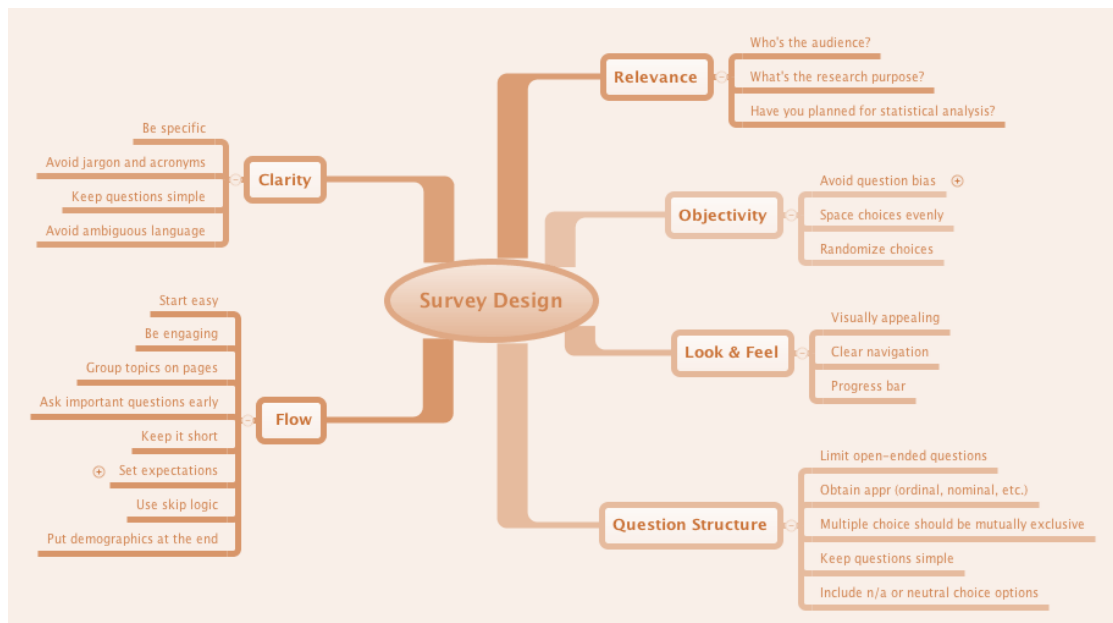 Survey Design
Relevance
Who's the audience?
What's the research purpose?
Have you planned for statistical analysis?
Objectivity
Avoid question bias
Space choices evenly
Randomize choices
Look & Feel
Visually appealing
Clear navigation
Progress bar
Question Structure
Limit open-ended questions
Obtain appr (ordinal, nominal, etc.)
Multiple choice should be mutually exclusive
Keep questions simple
Include n/a or neutral choice options
Clarity
Be specific
Avoid jargon and acronyms
Keep questions simple
Avoid ambiguous language
Flow
Start easy
Be engaging
Group topics on pages
Ask important questions early
Keep it short
Set expectations
Use skip logic
Put demographics at the end